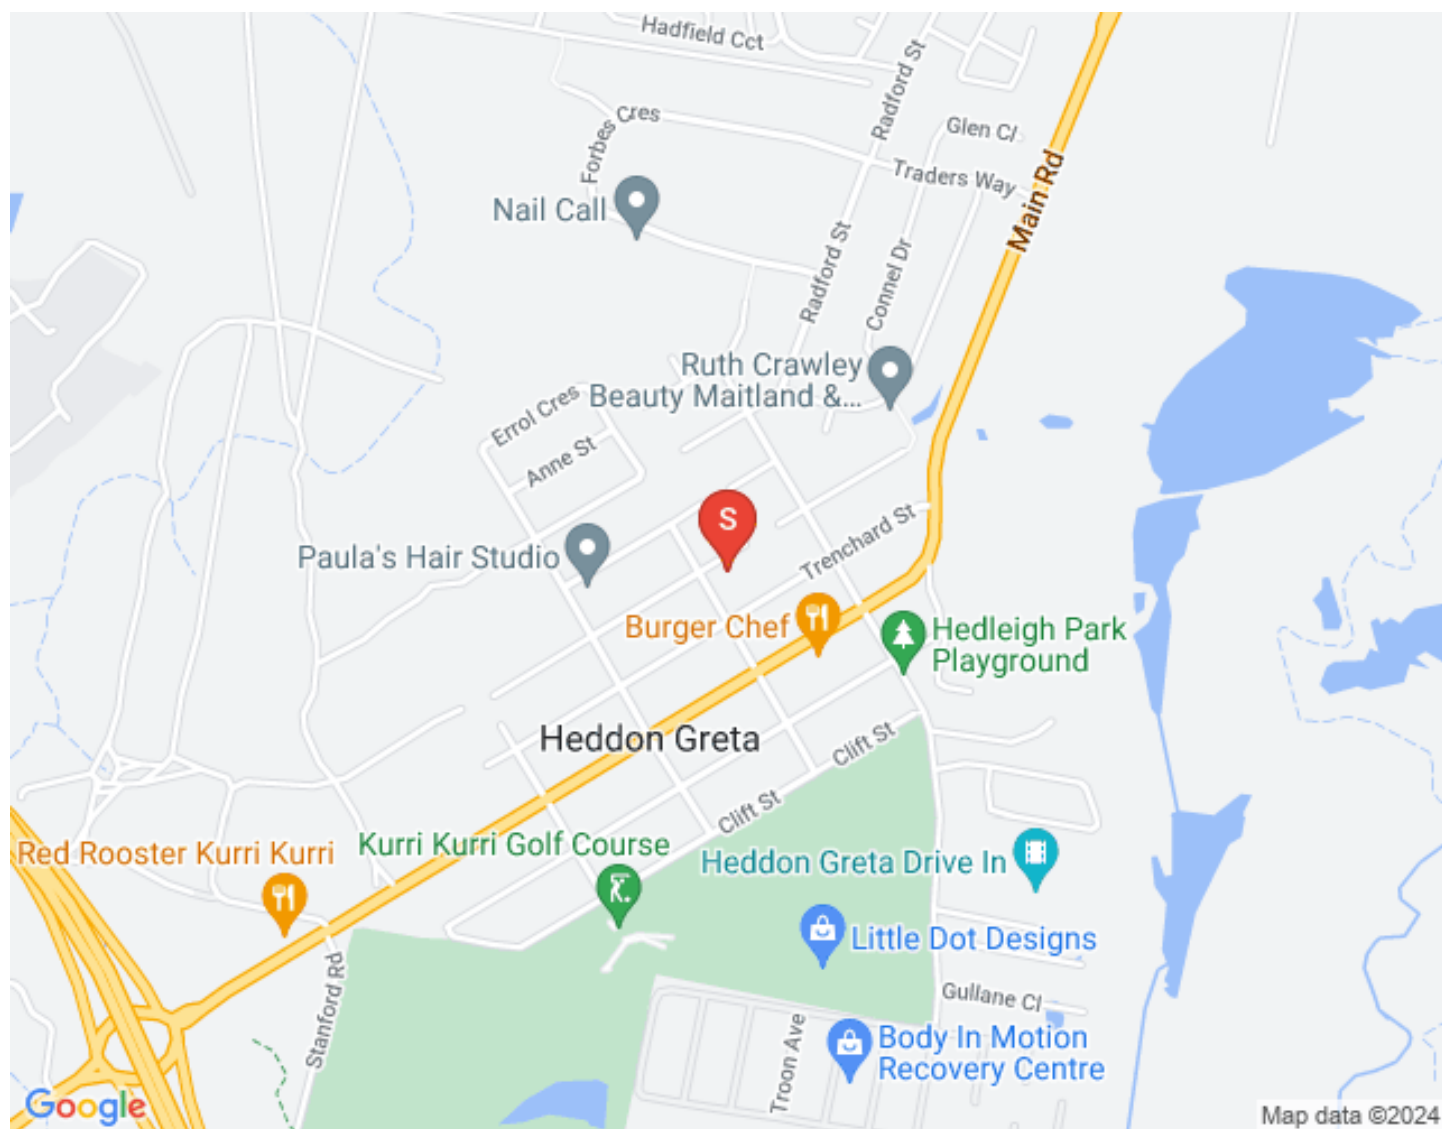 Hadfield Cct
Radford St
Forbes Cres
Glen Cl
Traders Way
Main Rd
Nail Call
Radford St
Connel Dr
Ruth Crawley
Beauty Maitland &...
Errol Cres
Anne St
S
Trenchard St
Paula's Hair Studio
Burger Chef
Hedleigh Park
Playground
Heddon Greta
Clift St
Clift St
Kurri Kurri Golf Course
Red Rooster Kurri Kurri
Heddon Greta Drive In
Little Dot Designs
Stanford Rd
Gullane Cl
Troon Ave
Body In Motion
Recovery Centre
Google
Map data ©2024